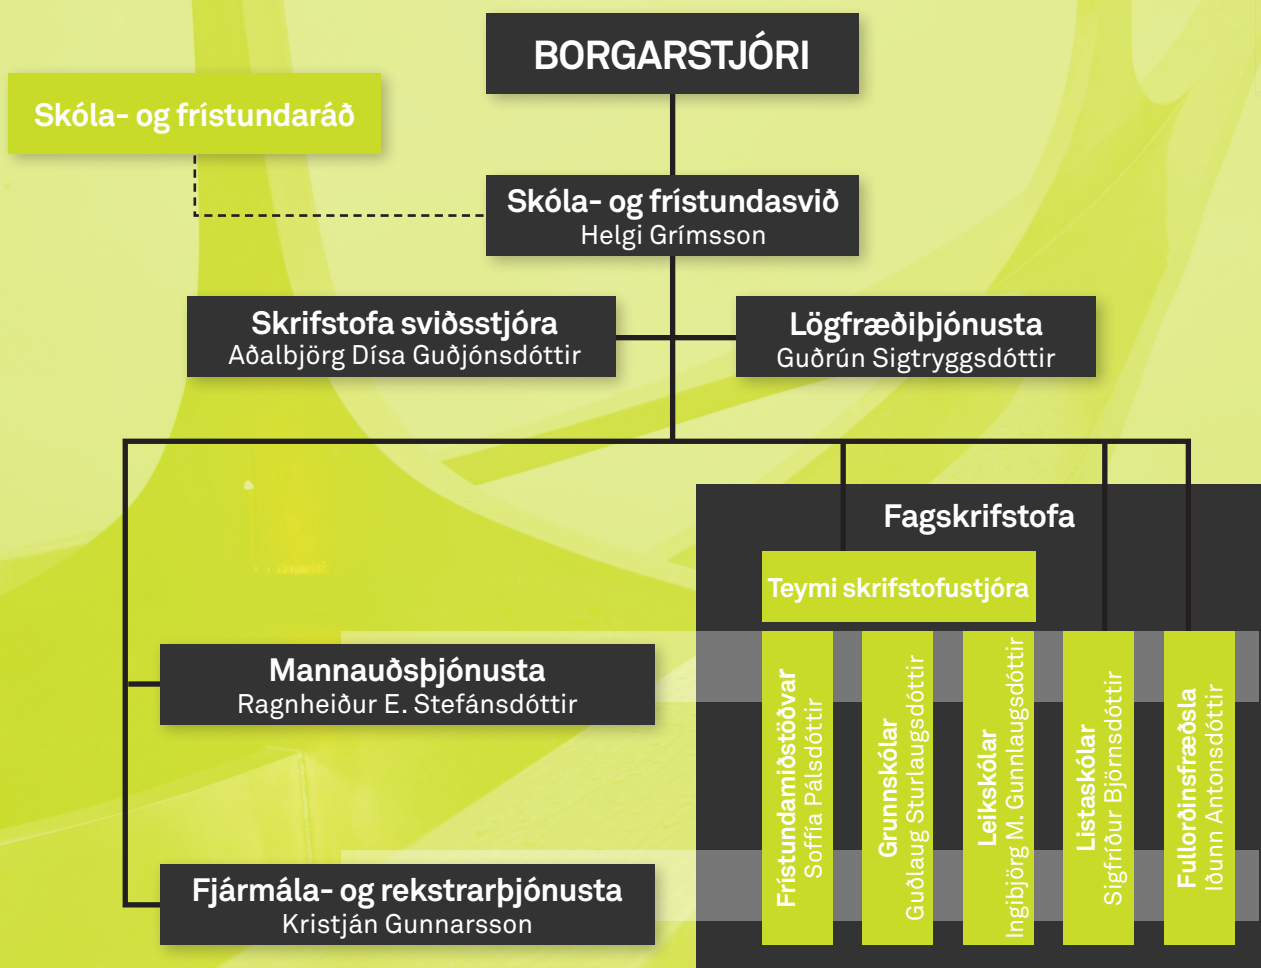 BORGARSTJÓRI
Skóla- og frístundaráð
Skóla- og frístundasvið
Helgi Grímsson
Skrifstofa sviðsstjóra
Aðalbjörg Dísa Guðjónsdóttir
Lögfræðiþjónusta
Guðrún Sigtryggsdóttir
Fagskrifstofa
Teymi skrifstofustjóra
Mannauðsþjónusta
Ragnheiður E. Stefánsdóttir
Fjármála- og rekstrarþjónusta
Kristján Gunnarsson
Frístundamiðstöðvar
Soffía Pálsdóttir
Grunnskólar
Guðlaug Sturlaugsdóttir
Leikskólar
Ingibjörg M. Gunnlaugsdóttir
Listaskólar
Sigfríður Björnsdóttir
Fullorðinsfræðsla
Iðunn Antonsdóttir